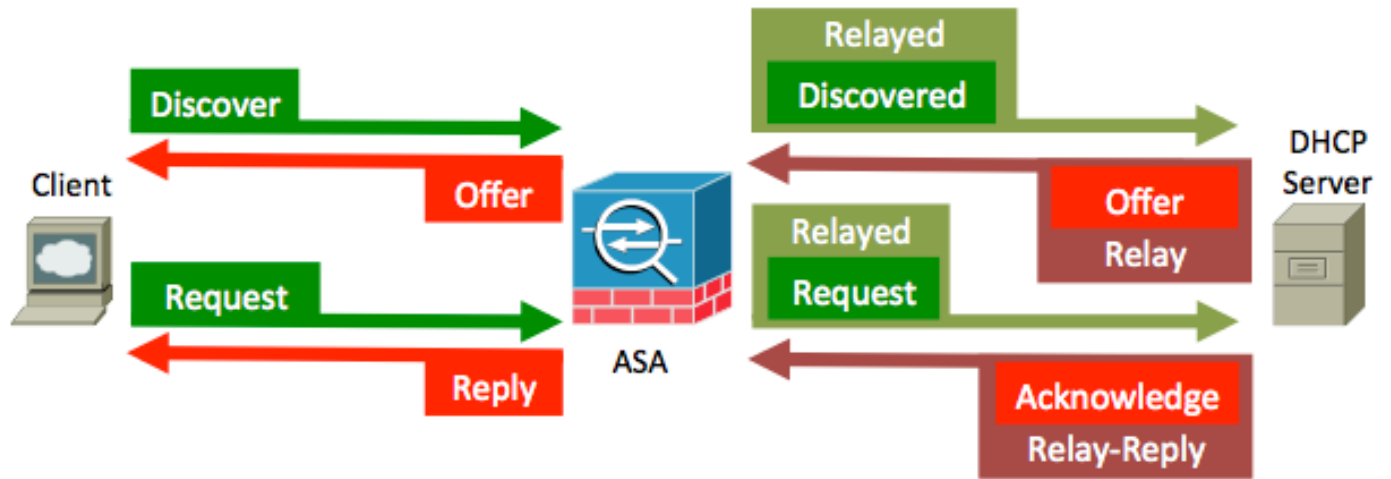 Relayed
Discover
Discovered
DHCP
Server
Client
Offer
Offer
Relay
Relayed
Request
Request
ASA
Reply
Acknowledge
Relay-Reply